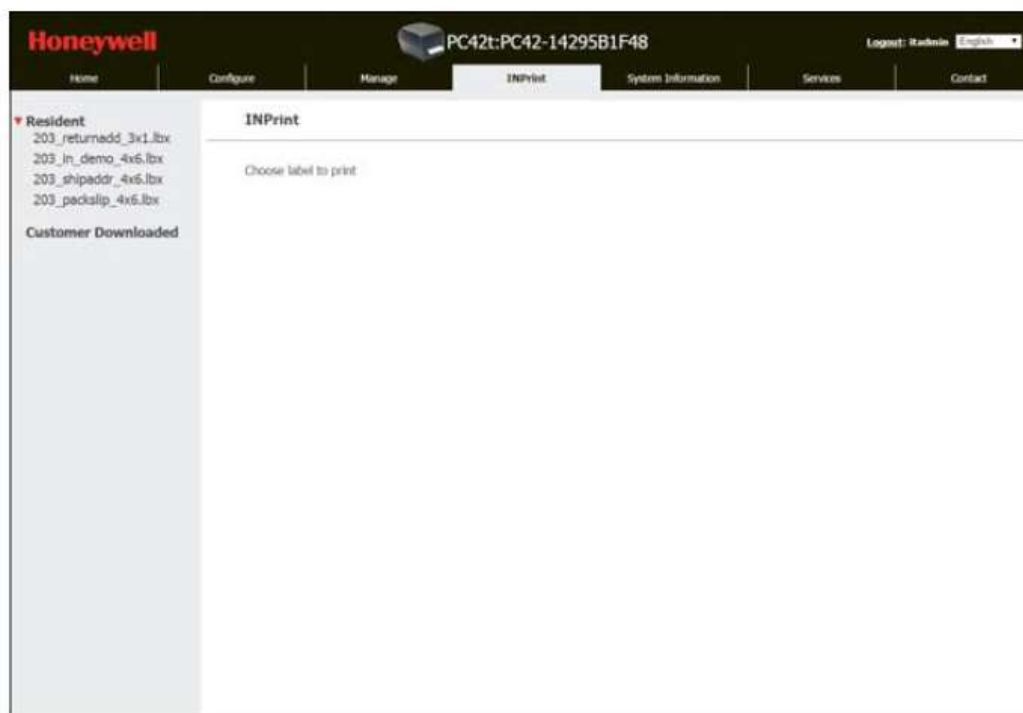 Honeywell
PC42t:PC42-14295B1F48
Logout: itadmin English
Home Configure Manage INPrint System Information Services Contact
Resident
203_returnadd_3x1.lbx
203_in_demo_4x6.lbx
203_shipaddr_4x6.lbx
203_packslip_4x6.lbx
Customer Downloaded
INPrint
Choose label to print